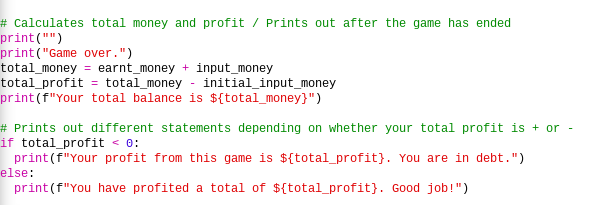 # Calculates total money and profit / Prints out after the game has ended
print("")
print("Game over.")
total_money = earnt_money + input_money
total_profit = total_money - initial_input_money
print(f"Your total balance is ${total_money}")

# Prints out different statements depending on whether your total profit is + or -
if total_profit < 0:
  print(f"Your profit from this game is ${total_profit}. You are in debt.")
else:
  print(f"You have profited a total of ${total_profit}. Good job!")